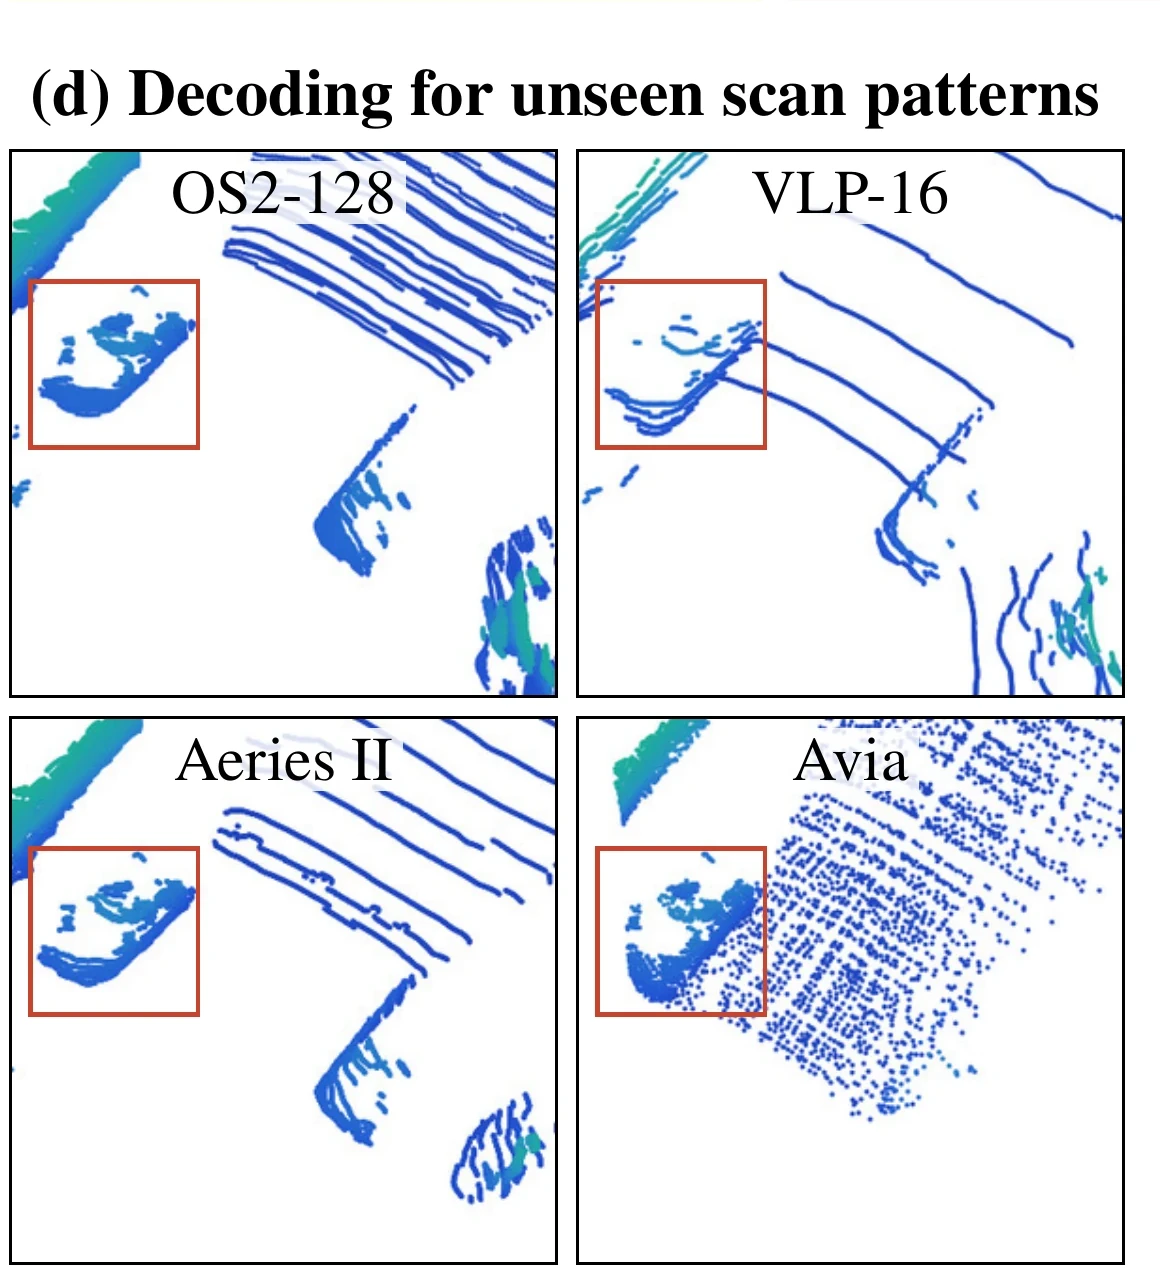 (d) Decoding for unseen scan patterns
OS2-128
VLP-16
Aeries II
Avia